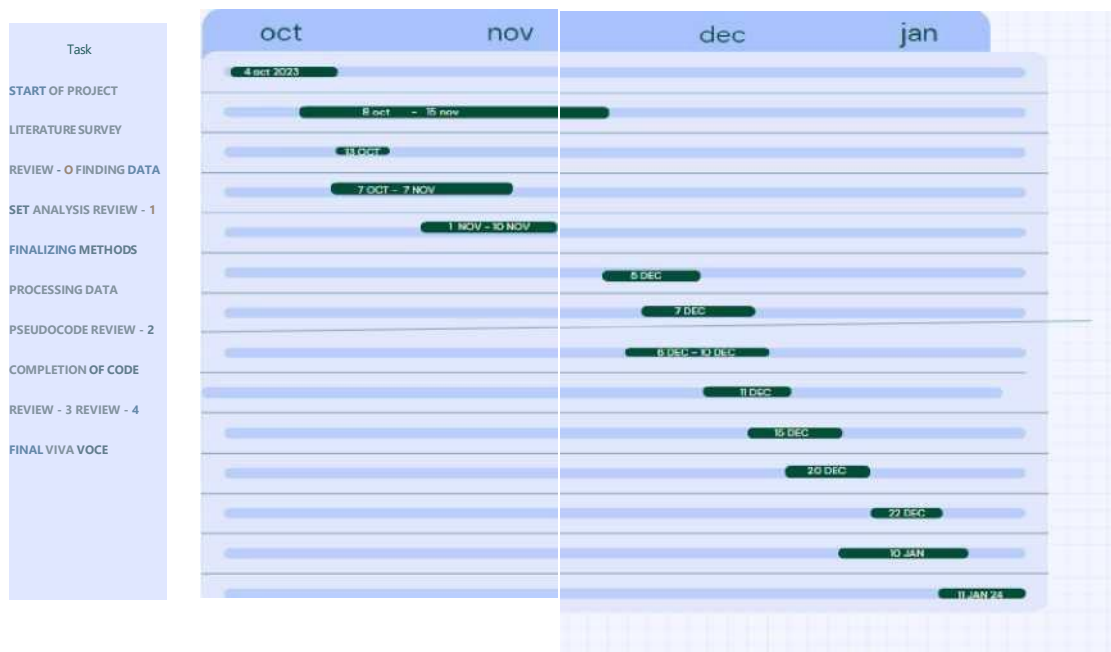 oct nov dec jan
Task
4 oct 2023
START OF PROJECT
8 oct - 15 nov
LITERATURE SURVEY
13 OCT
REVIEW - O FINDING DATA
7 OCT - 7 NOV
SET ANALYSIS REVIEW - 1
1 NOV - 10 NOV
FINALIZING METHODS
5 DEC
PROCESSING DATA
7 DEC
PSEUDOCODE REVIEW - 2
6 DEC - 10 DEC
COMPLETION OF CODE
11 DEC
REVIEW - 3 REVIEW - 4
15 DEC
FINAL VIVA VOCE
20 DEC
22 DEC
10 JAN
11 JAN 24